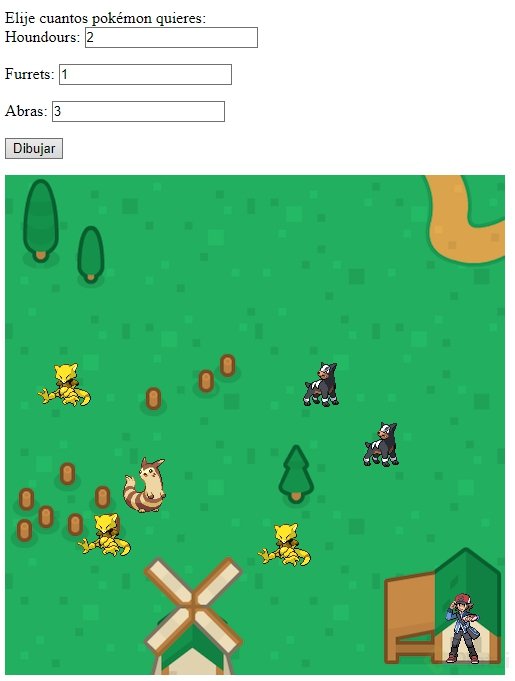 Elije cuantos pokémon quieres:
Houndours: 2
Furrets: 1
Abras: 3
Dibujar